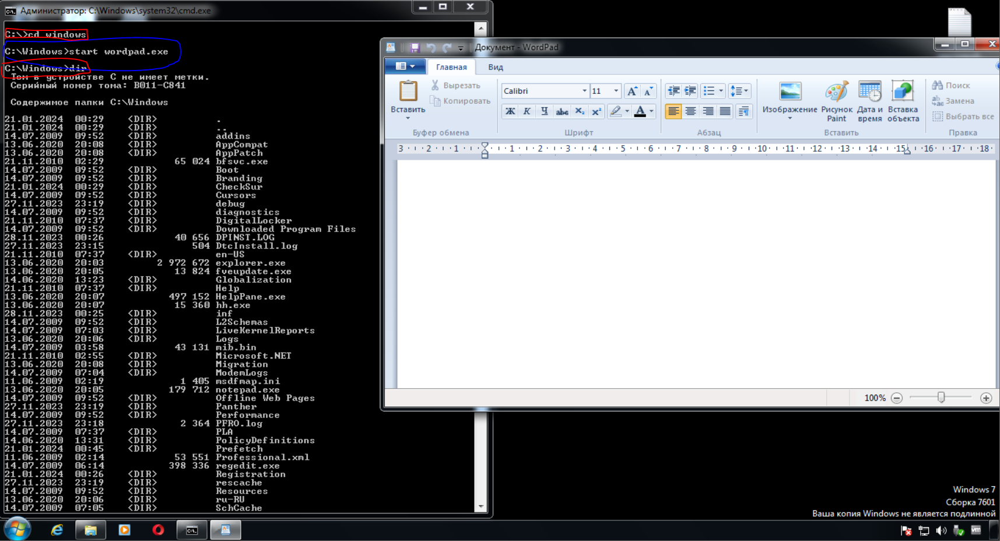 Администратор: C:\Windows\system32\cmd.exe
C:\>cd windows
C:\Windows>start wordpad.exe
C:\Windows>dir
Том в устройстве C не имеет метки.
Серийный номер тома: B011-C841
Содержимое папки C:\Windows
21.01.2024 00:29 <DIR> .
21.01.2024 00:29 <DIR> ..
14.07.2009 09:52 <DIR> addins
13.06.2020 20:08 <DIR> AppCompat
13.06.2020 20:08 <DIR> AppPatch
21.11.2010 02:29 65 024 bfsvc.exe
14.07.2009 09:52 <DIR> Boot
14.07.2009 09:52 <DIR> Branding
21.01.2024 00:29 <DIR> CheckSur
14.07.2009 09:52 <DIR> Cursors
27.11.2023 23:19 <DIR> debug
14.07.2009 09:52 <DIR> diagnostics
21.11.2010 07:37 <DIR> DigitalLocker
14.07.2009 09:52 <DIR> Downloaded Program Files
28.11.2023 00:26 40 656 DPINST.LOG
27.11.2023 23:15 504 DtcInstall.log
21.11.2010 07:37 <DIR> en-US
13.06.2020 20:03 2 972 672 explorer.exe
13.06.2020 20:05 13 824 fveupdate.exe
14.06.2020 13:23 <DIR> Globalization
21.11.2010 07:37 <DIR> Help
13.06.2020 20:07 497 152 HelpPane.exe
13.06.2020 20:07 15 360 hh.exe
28.11.2023 00:25 <DIR> inf
14.07.2009 09:52 <DIR> L2Schemas
14.07.2009 07:03 <DIR> LiveKernelReports
13.06.2020 20:06 <DIR> Logs
14.07.2009 03:58 43 131 mib.bin
21.11.2010 02:55 <DIR> Microsoft.NET
13.06.2020 20:08 <DIR> Migration
14.07.2009 07:04 <DIR> ModemLogs
11.06.2009 02:19 1 405 msdfmap.ini
13.06.2020 20:05 179 712 notepad.exe
14.07.2009 09:52 <DIR> Offline Web Pages
27.11.2023 23:19 <DIR> Panther
14.07.2009 09:52 <DIR> Performance
27.11.2023 23:18 2 364 PFRO.log
14.07.2009 07:37 <DIR> PLA
14.06.2020 13:31 <DIR> PolicyDefinitions
21.01.2024 00:45 <DIR> Prefetch
11.06.2009 02:14 53 551 Professional.xml
14.07.2009 06:14 398 336 regedit.exe
21.01.2024 00:26 <DIR> Registration
27.11.2023 23:19 <DIR> rescache
14.07.2009 09:52 <DIR> Resources
13.06.2020 20:06 <DIR> ru-RU
14.07.2009 07:05 <DIR> SchCache
Документ - WordPad
Главная Вид
Вставить
Вырезать
Копировать
Буфер обмена
Calibri 11
Ж К Ч abc X₂ X² A
Шрифт
Абзац
Изображение
Рисунок Paint
Дата и время
Вставка объекта
Вставить
Поиск
Замена
Выбрать все
Правка
3 2 1 1 2 3 4 5 6 7 8 9 10 11 12 13 14 15 16 17 18
100%
Windows 7
Сборка 7601
Ваша копия Windows не является подлинной